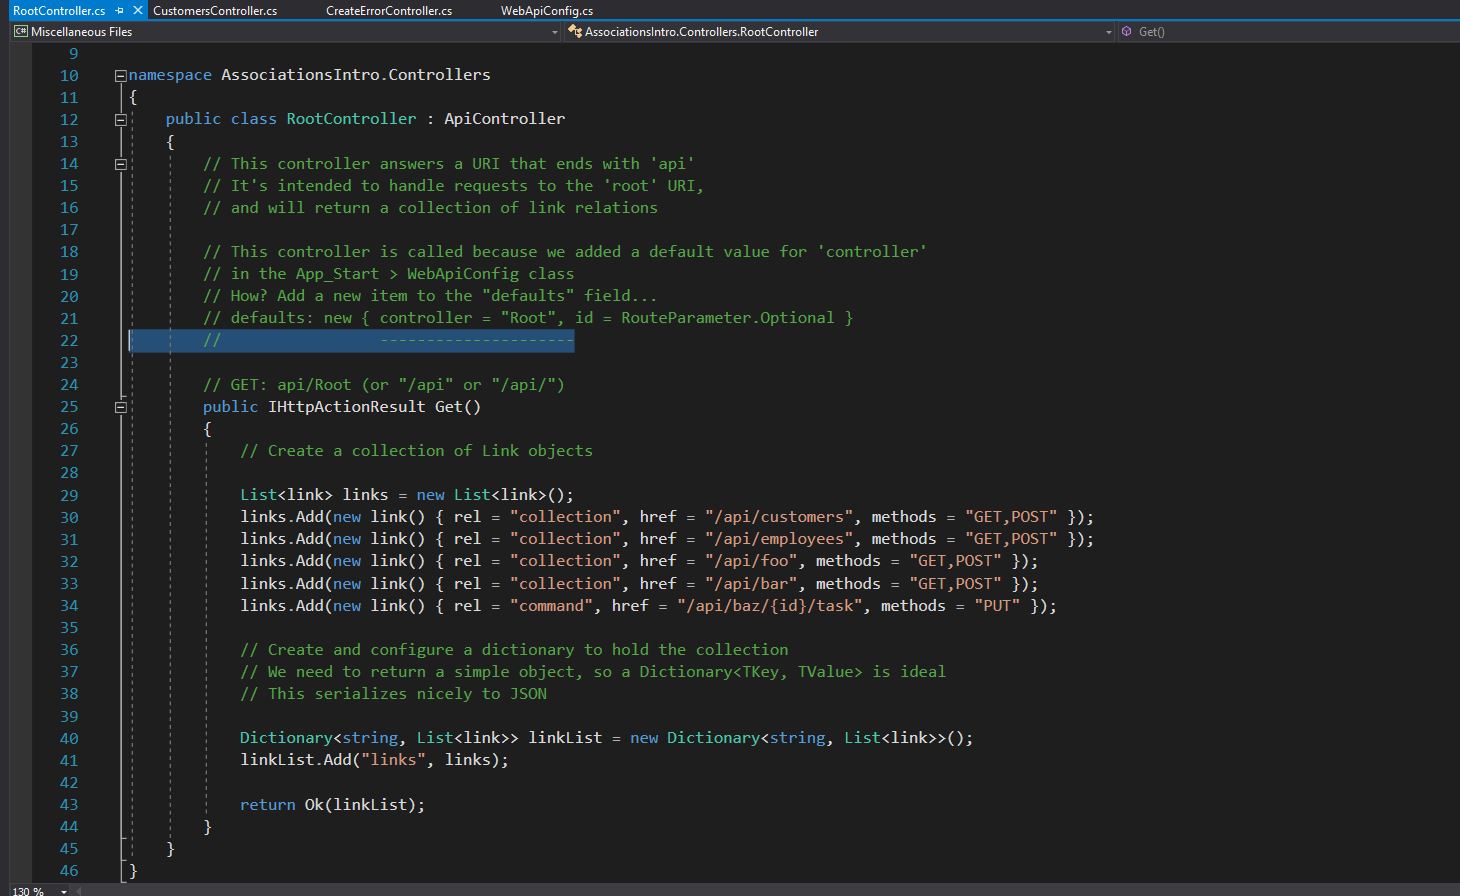 RootController.cs CustomersController.cs CreateErrorController.cs WebApiConfig.cs
C# Miscellaneous Files AssociationsIntro.Controllers.RootController Get()
9
10 namespace AssociationsIntro.Controllers
11 {
12 public class RootController : ApiController
13 {
14 // This controller answers a URI that ends with 'api'
15 // It's intended to handle requests to the 'root' URI,
16 // and will return a collection of link relations
17
18 // This controller is called because we added a default value for 'controller'
19 // in the App_Start > WebApiConfig class
20 // How? Add a new item to the "defaults" field...
21 // defaults: new { controller = "Root", id = RouteParameter.Optional }
22 // ---------------------
23
24 // GET: api/Root (or "/api" or "/api/")
25 public IHttpActionResult Get()
26 {
27 // Create a collection of Link objects
28
29 List<link> links = new List<link>();
30 links.Add(new link() { rel = "collection", href = "/api/customers", methods = "GET,POST" });
31 links.Add(new link() { rel = "collection", href = "/api/employees", methods = "GET,POST" });
32 links.Add(new link() { rel = "collection", href = "/api/foo", methods = "GET,POST" });
33 links.Add(new link() { rel = "collection", href = "/api/bar", methods = "GET,POST" });
34 links.Add(new link() { rel = "command", href = "/api/baz/{id}/task", methods = "PUT" });
35
36 // Create and configure a dictionary to hold the collection
37 // We need to return a simple object, so a Dictionary<TKey, TValue> is ideal
38 // This serializes nicely to JSON
39
40 Dictionary<string, List<link>> linkList = new Dictionary<string, List<link>>();
41 linkList.Add("links", links);
42
43 return Ok(linkList);
44 }
45 }
46 }
130 %